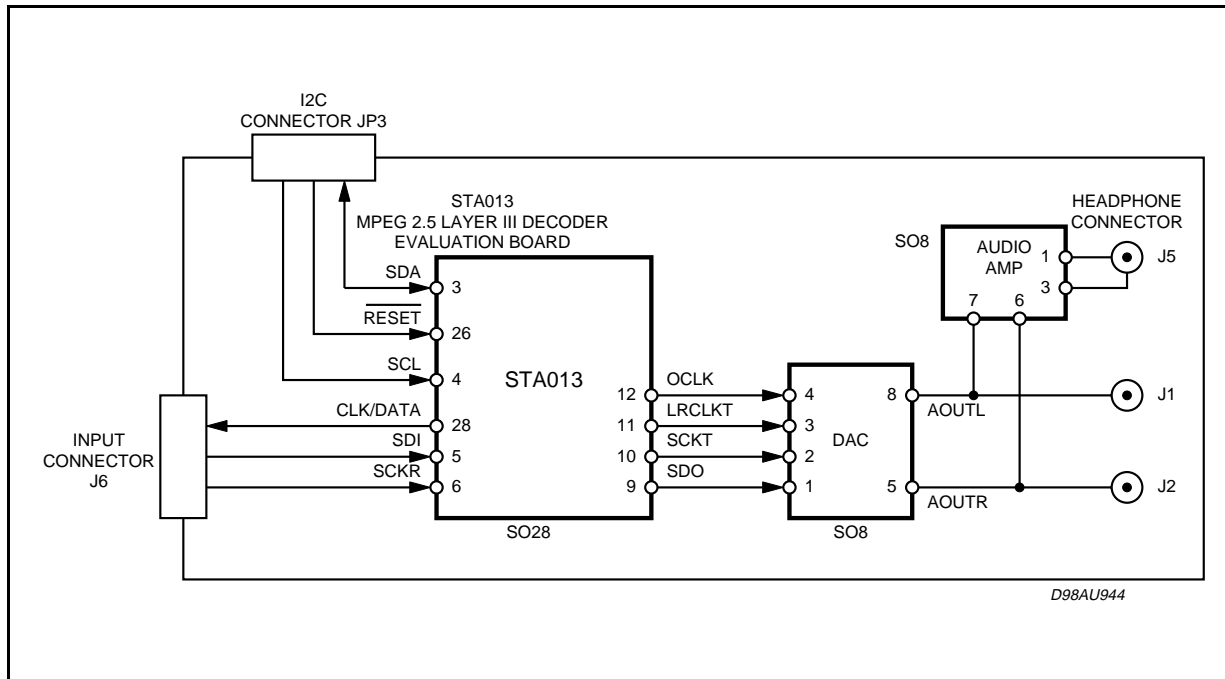 I2C
CONNECTOR JP3
STA013
MPEG 2.5 LAYER III DECODER
EVALUATION BOARD
HEADPHONE
CONNECTOR
SO8
AUDIO
AMP
1
3
7
6
J5
SDA
3
RESET
26
SCL
4
CLK/DATA
28
SDI
5
SCKR
6
STA013
INPUT
CONNECTOR
J6
12
OCLK
11
LRCLKT
10
SCKT
9
SDO
4
3
2
1
DAC
8
AOUTL
5
AOUTR
J1
J2
SO28
SO8
D98AU944